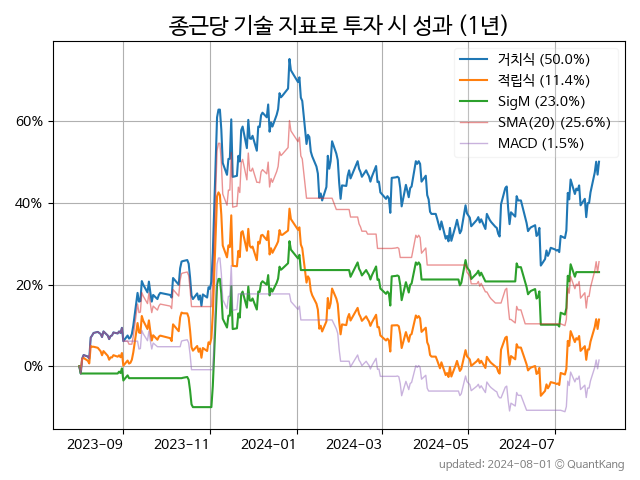 종근당 기술 지표로 투자 시 성과 (1년)
거치식 (50.0%)
적립식 (11.4%)
SigM (23.0%)
SMA(20) (25.6%)
MACD (1.5%)
60%
40%
20%
0%
2023-09 2023-11 2024-01 2024-03 2024-05 2024-07
updated: 2024-08-01 © QuantKang